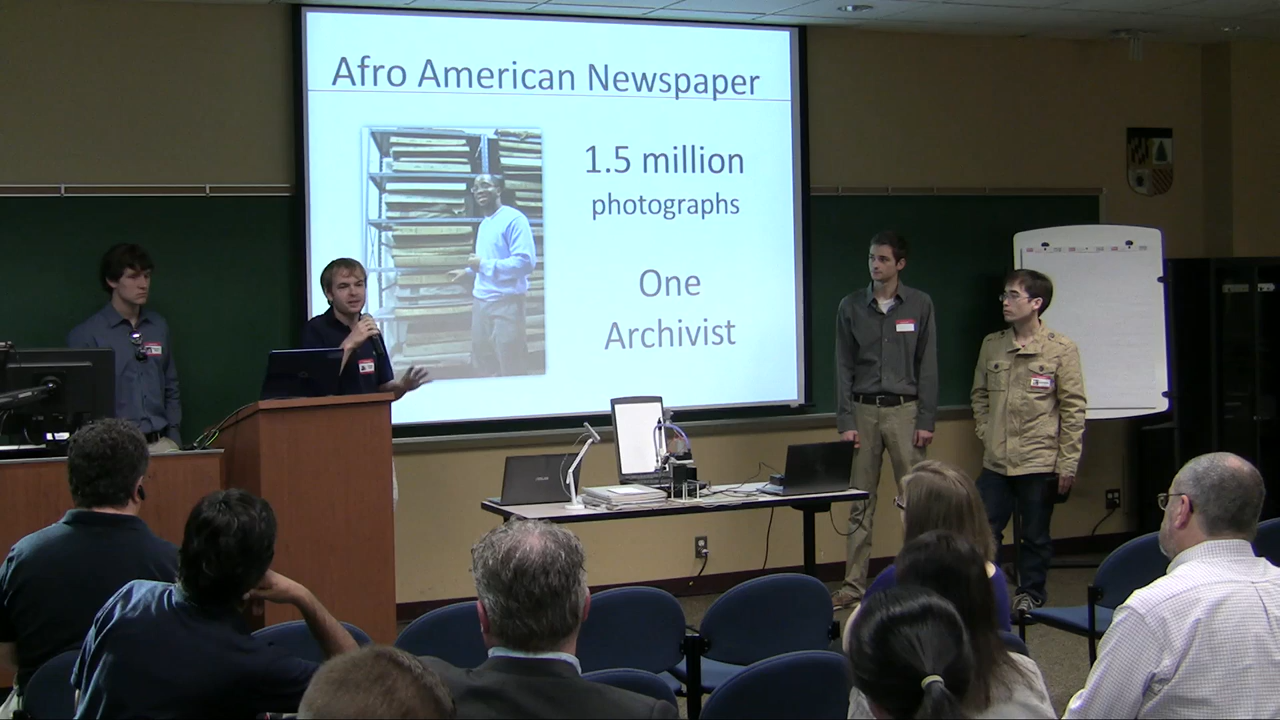 Afro American Newspaper
1.5 million
photographs
One
Archivist